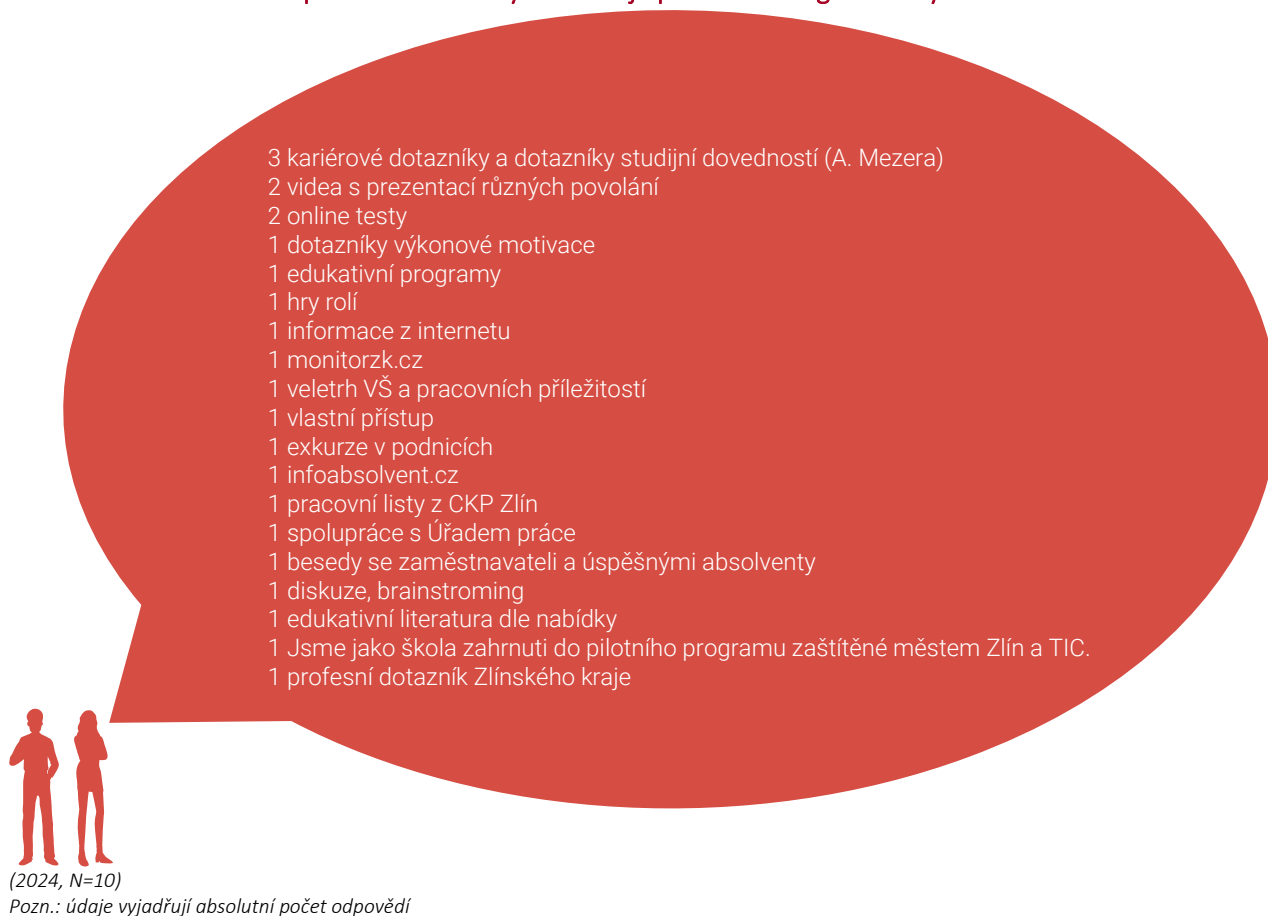 3 kariérové dotazníky a dotazníky studijní dovedností (A. Mezera)
2 videa s prezentací různých povolání
2 online testy
1 dotazníky výkonové motivace
1 edukativní programy
1 hry rolí
1 informace z internetu
1 monitorzk.cz
1 veletrh VŠ a pracovních příležitostí
1 vlastní přístup
1 exkurze v podnicích
1 infoabsolvent.cz
1 pracovní listy z CKP Zlín
1 spolupráce s Úřadem práce
1 besedy se zaměstnavateli a úspěšnými absolventy
1 diskuze, brainstroming
1 edukativní literatura dle nabídky
1 Jsme jako škola zahrnuti do pilotního programu zaštítěné městem Zlín a TIC.
1 profesní dotazník Zlínského kraje
(2024, N=10)
Pozn.: údaje vyjadřují absolutní počet odpovědí